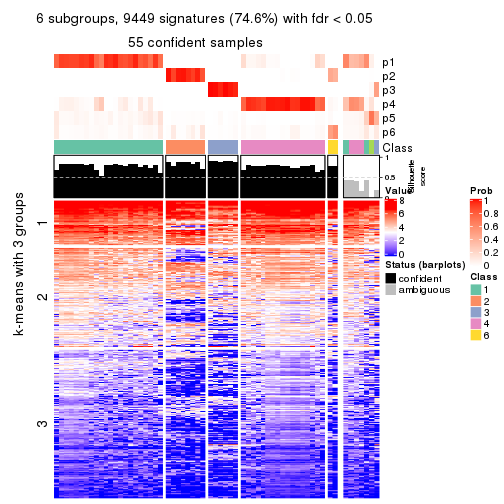 6 subgroups, 9449 signatures (74.6%) with fdr < 0.05
55 confident samples
p1
p2
p3
p4
p5
p6
Class
1
0.5
0
Silhouette
score
k-means with 3 groups
1
2
3
Value
8
6
4
2
0
Status (barplots)
confident
ambiguous
Prob
1
0.8
0.6
0.4
0.2
0
Class
1
2
3
4
5
6